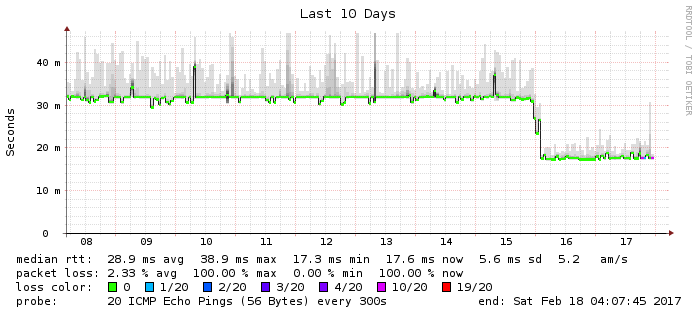 Last 10 Days
RRDTOOL / TOBI OETIKER
Seconds
40 m
30 m
20 m
10 m
0
08 09 10 11 12 13 14 15 16 17
median rtt: 28.9 ms avg 38.9 ms max 17.3 ms min 17.6 ms now 5.6 ms sd 5.2 am/s
packet loss: 2.33 % avg 100.00 % max 0.00 % min 100.00 % now
loss color: 0 1/20 2/20 3/20 4/20 10/20 19/20
probe: 20 ICMP Echo Pings (56 Bytes) every 300s end: Sat Feb 18 04:07:45 2017